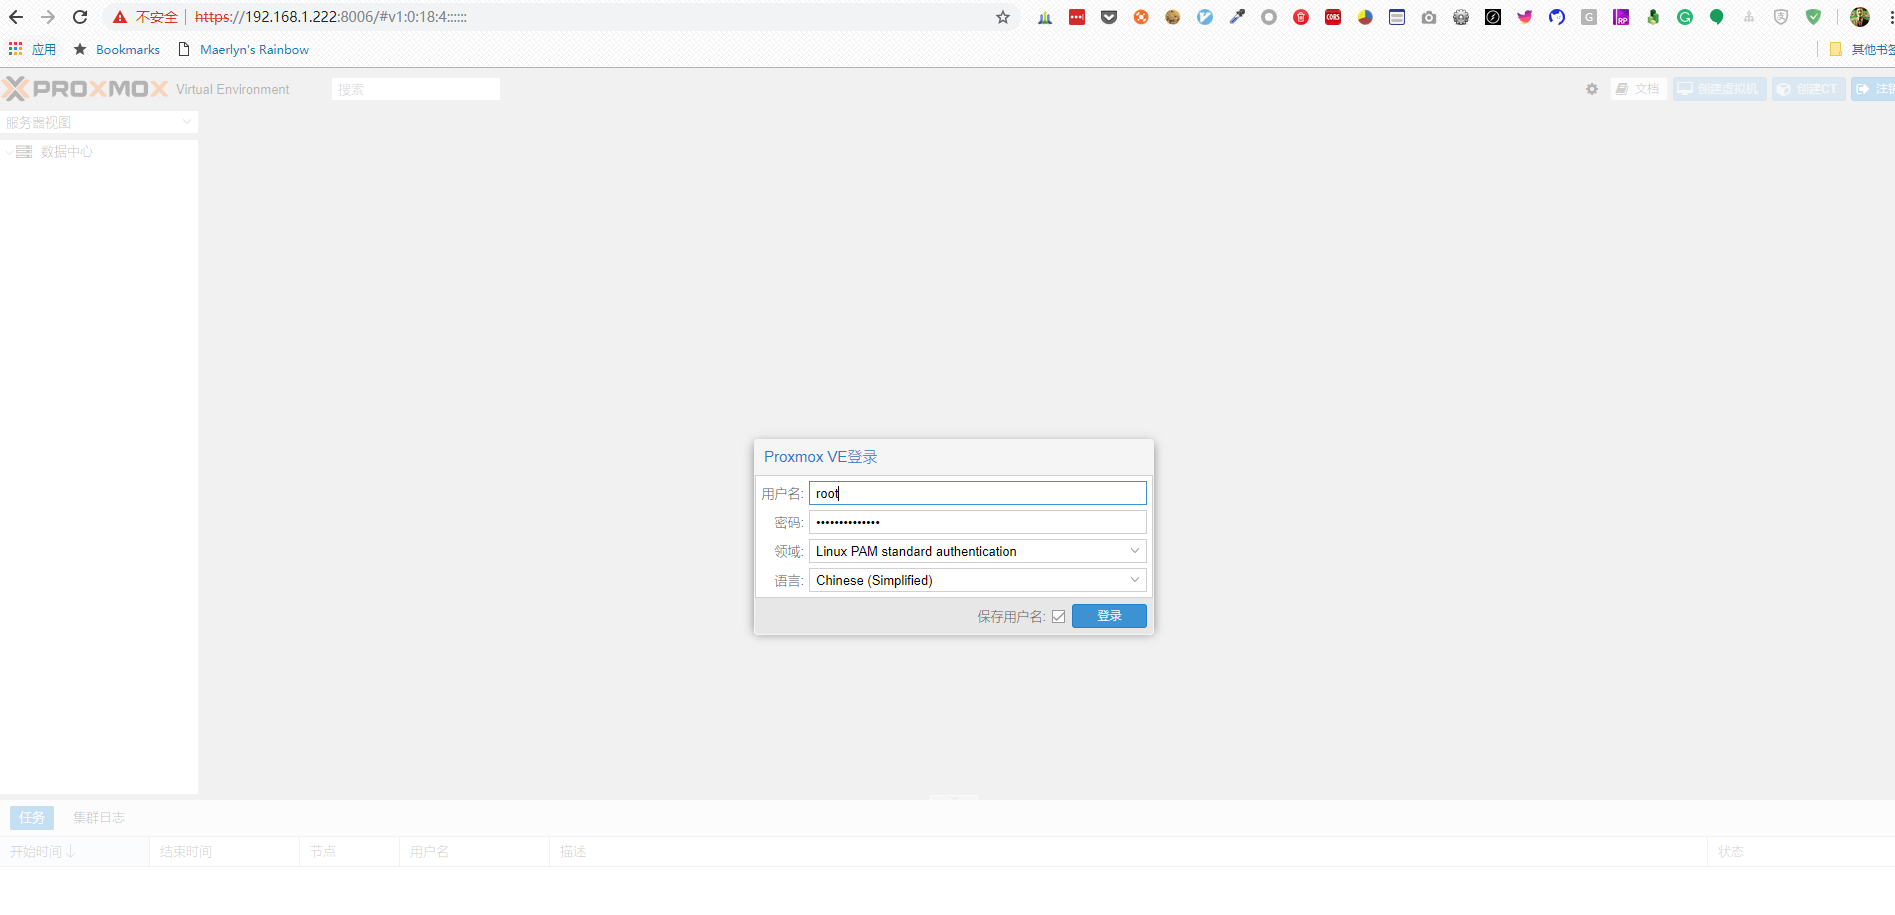 不安全 https://192.168.1.222:8006/#v1:0:18:4::::::
应用 Bookmarks Maerlyn's Rainbow 其他书签
PROXMOX Virtual Environment 搜索 文档 创建虚拟机 创建CT 注销
服务器视图
数据中心
Proxmox VE登录
用户名: root
密码: ••••••••••••••
领域: Linux PAM standard authentication
语言: Chinese (Simplified)
保存用户名: 登录
任务 集群日志
开始时间 结束时间 节点 用户名 描述 状态